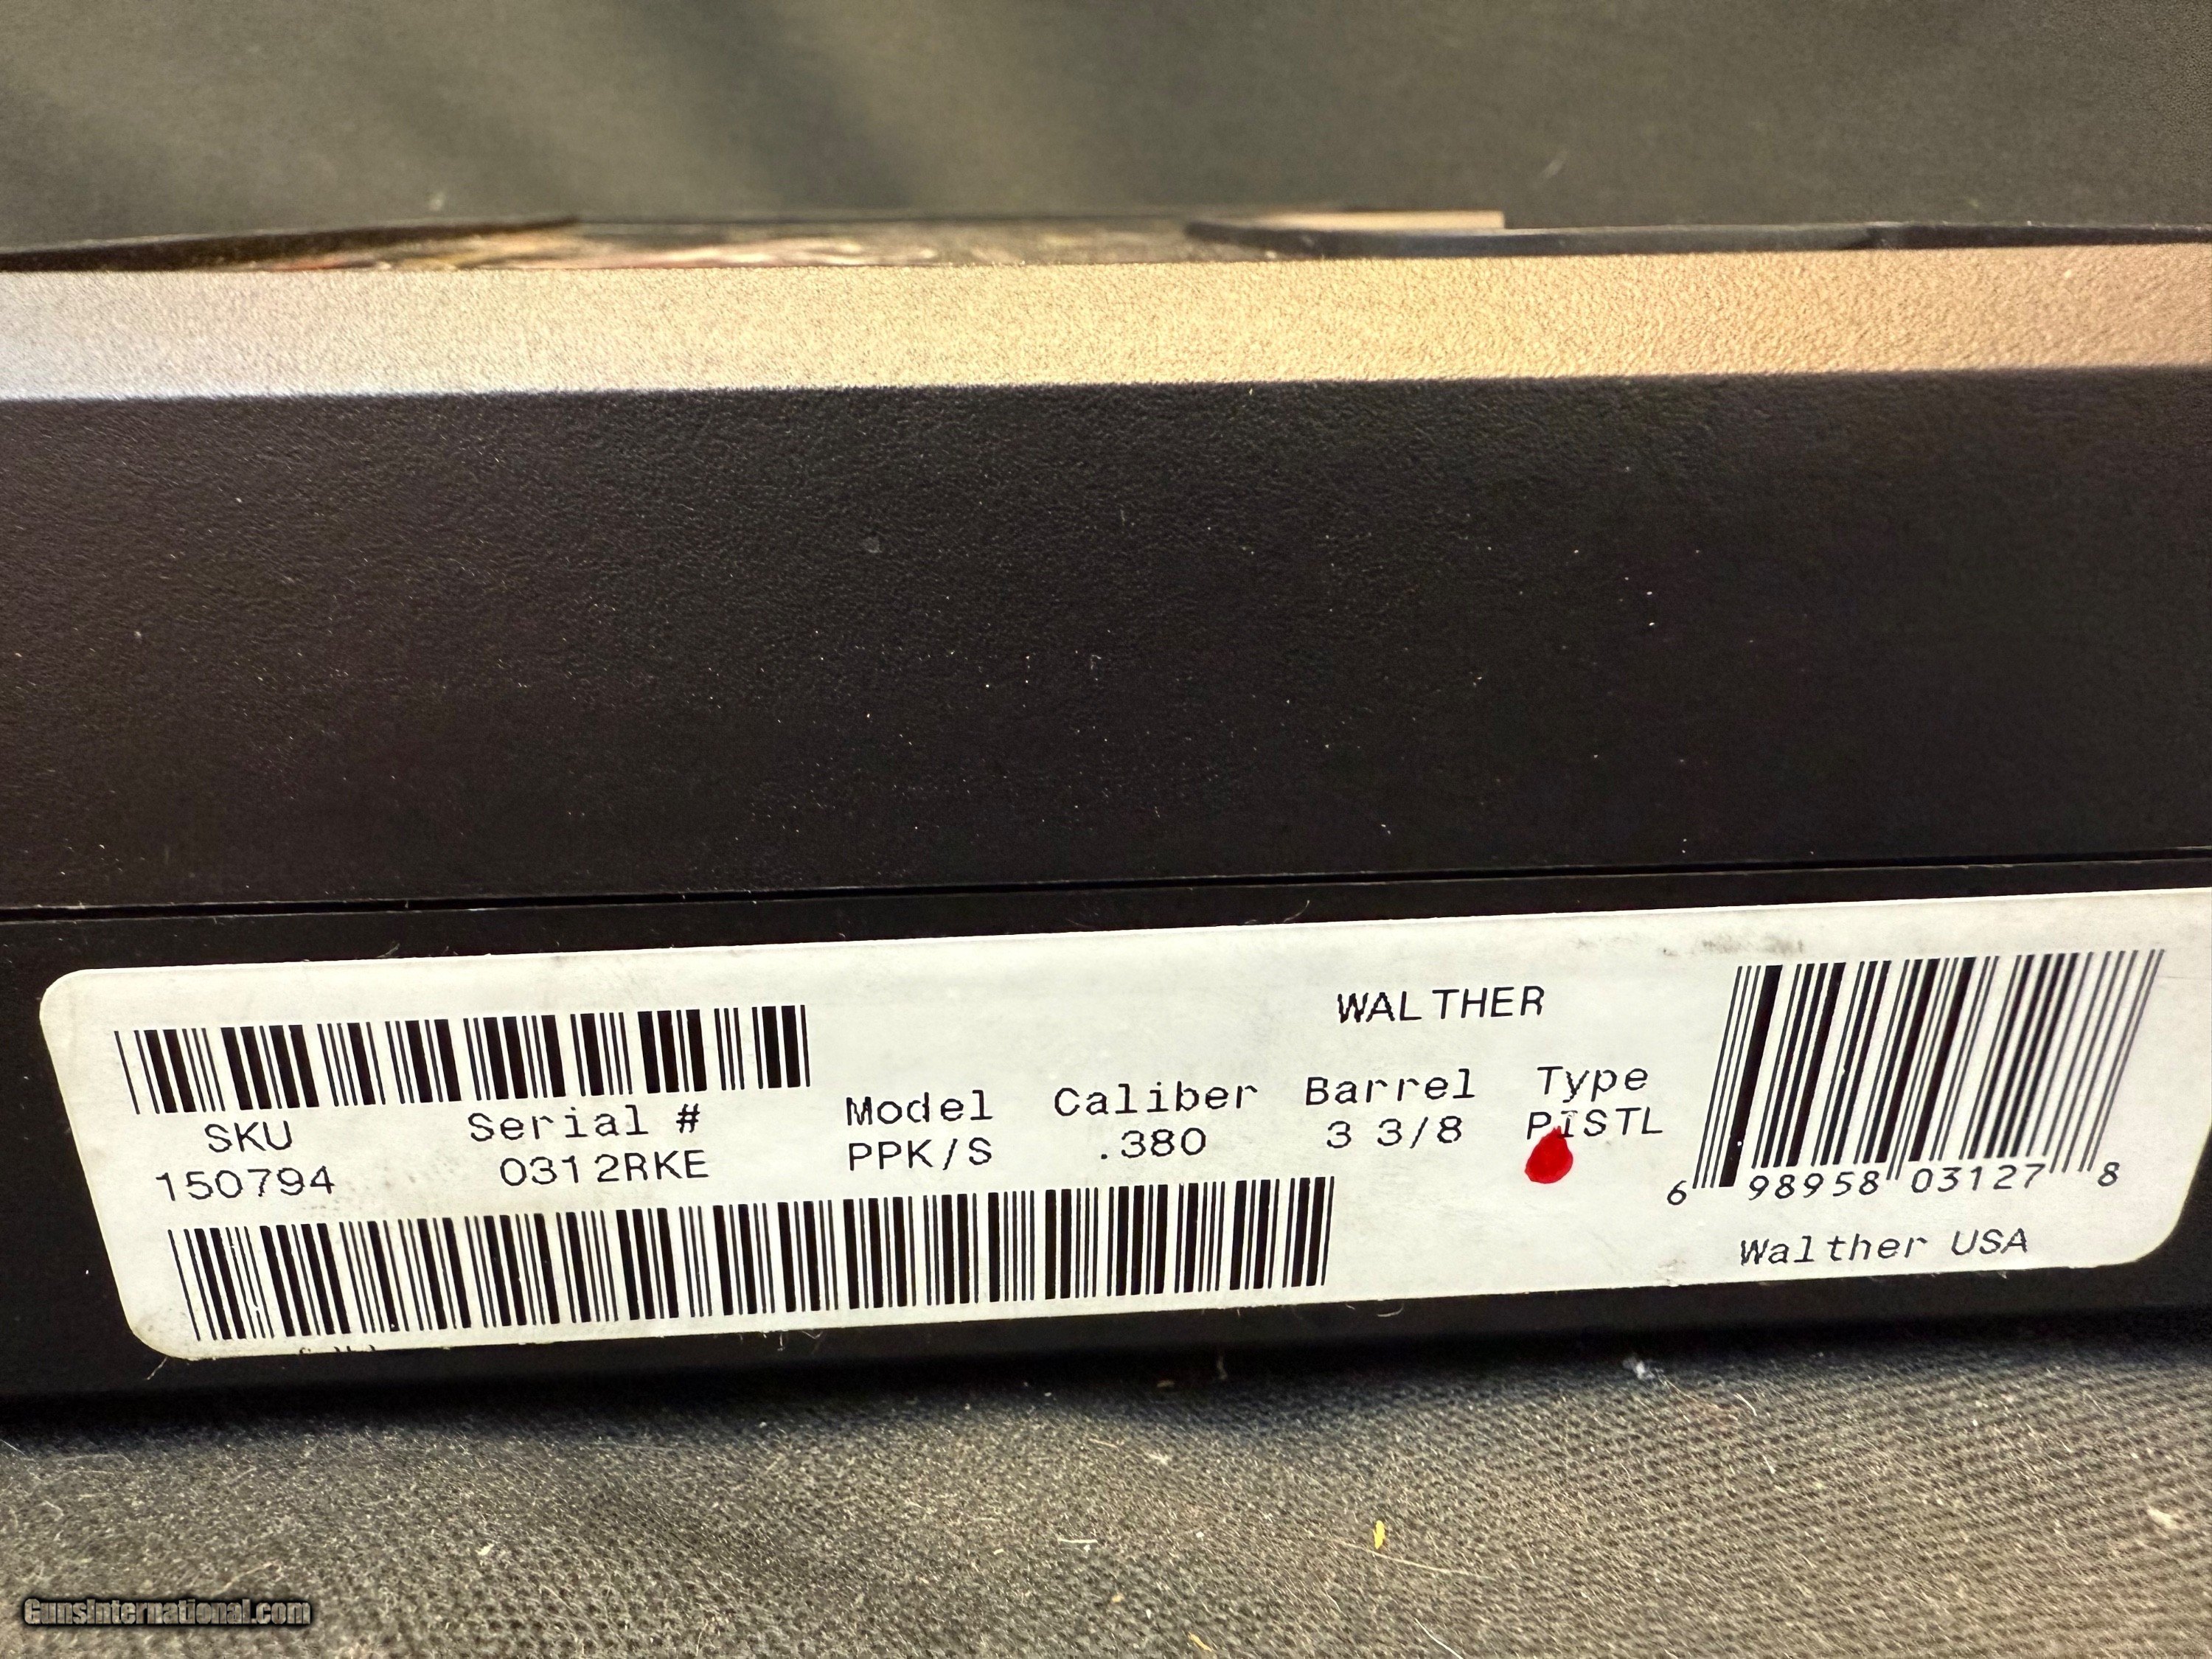 WALTHER
SKU Serial # Model Caliber Barrel Type
150794 0312RKE PPK/S .380 3 3/8 PISTL
6 98958 03127 8
Walther USA
GunsInternational.com